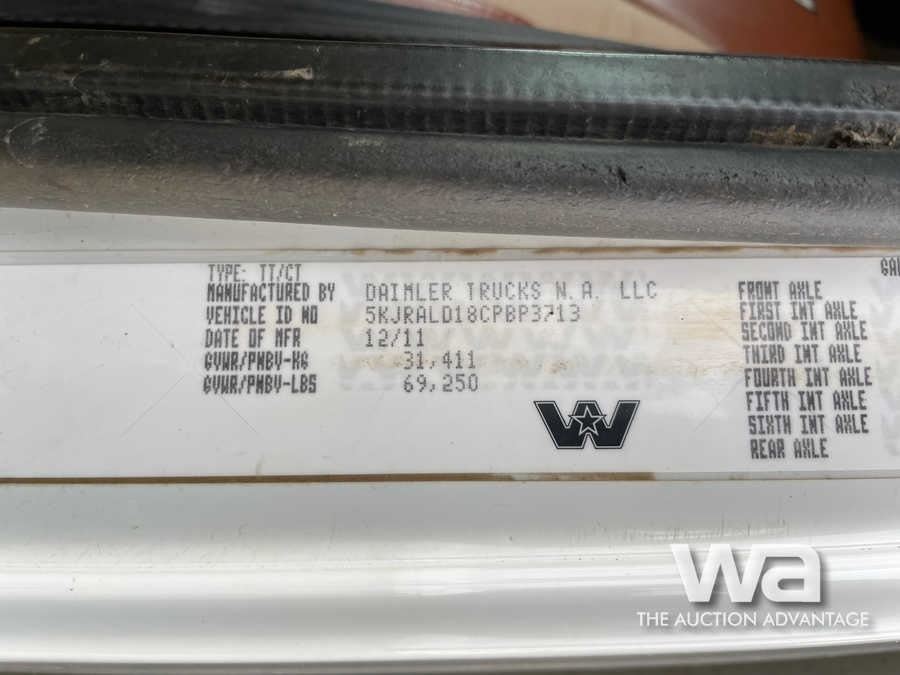 GA
TYPE: TT/CT
MANUFACTURED BY DAIMLER TRUCKS N.A. LLC
VEHICLE ID NO
DATE OF MFR 12/11
GVWR/PNBV-KG 31,411
GVWR/PNBV-LBS 69,250
FRONT AXLE
FIRST INT AXLE
SECOND INT AXLE
THIRD INT AXLE
FOURTH INT AXLE
FIFTH INT AXLE
SIXTH INT AXLE
REAR AXLE
W
wa
THE AUCTION ADVANTAGE